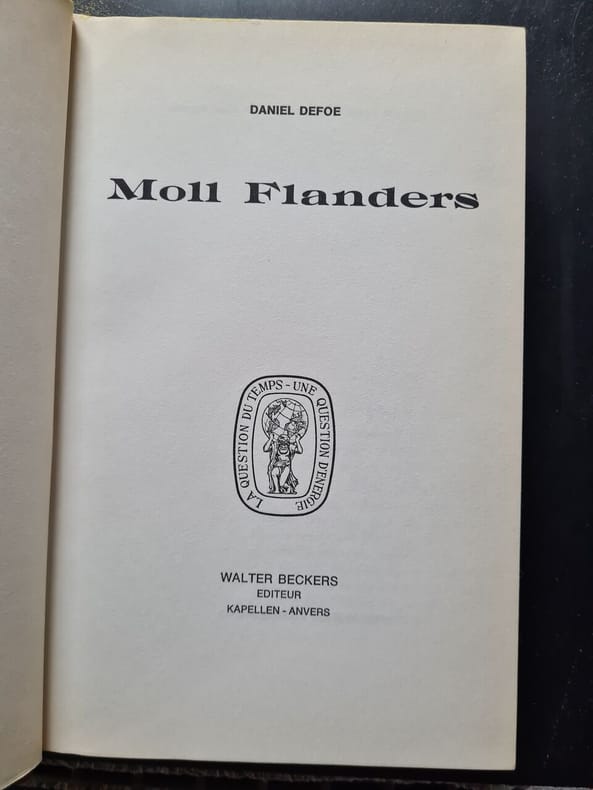 DANIEL DEFOE
Moll Flanders
LA QUESTION DU TEMPS - UNE QUESTION D'ENERGIE
WALTER BECKERS
EDITEUR
KAPELLEN - ANVERS